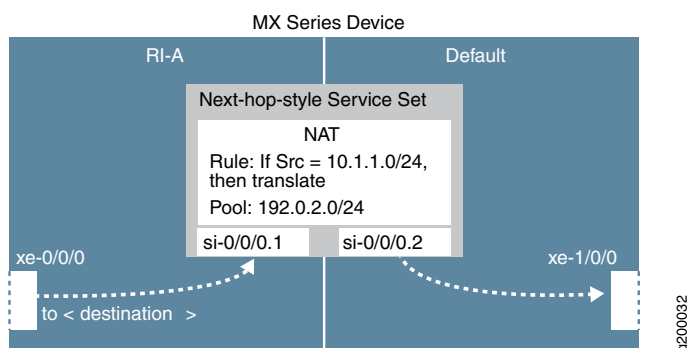 MX Series Device
RI-A
Default
Next-hop-style Service Set
NAT
Rule: If Src = 10.1.1.0/24,
then translate
Pool: 192.0.2.0/24
si-0/0/0.1
si-0/0/0.2
xe-0/0/0
xe-1/0/0
to < destination >
g200032